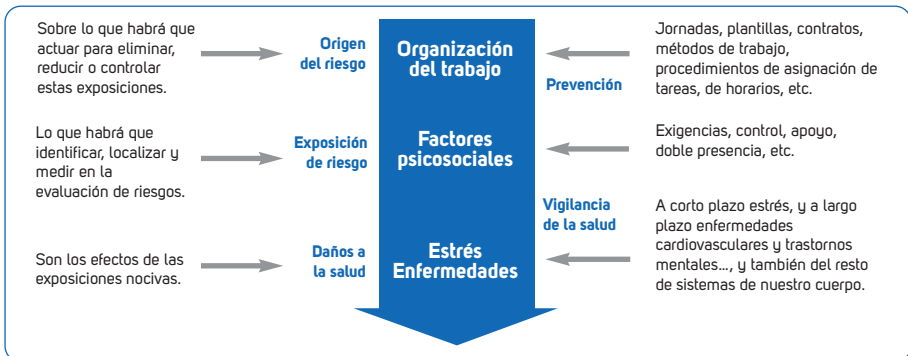 Sobre lo que habrá que
actuar para eliminar,
reducir o controlar
estas exposiciones.
Origen
del riesgo
Organización
del trabajo
Prevención
Jornadas, plantillas, contratos,
métodos de trabajo,
procedimientos de asignación de
tareas, de horarios, etc.
Lo que habrá que
identificar, localizar y
medir en la
evaluación de riesgos.
Exposición
de riesgo
Factores
psicosociales
Exigencias, control, apoyo,
doble presencia, etc.
Vigilancia
de la salud
Son los efectos de las
exposiciones nocivas.
Daños a
la salud
Estrés
Enfermedades
A corto plazo estrés, y a largo
plazo enfermedades
cardiovasculares y trastornos
mentales..., y también del resto
de sistemas de nuestro cuerpo.